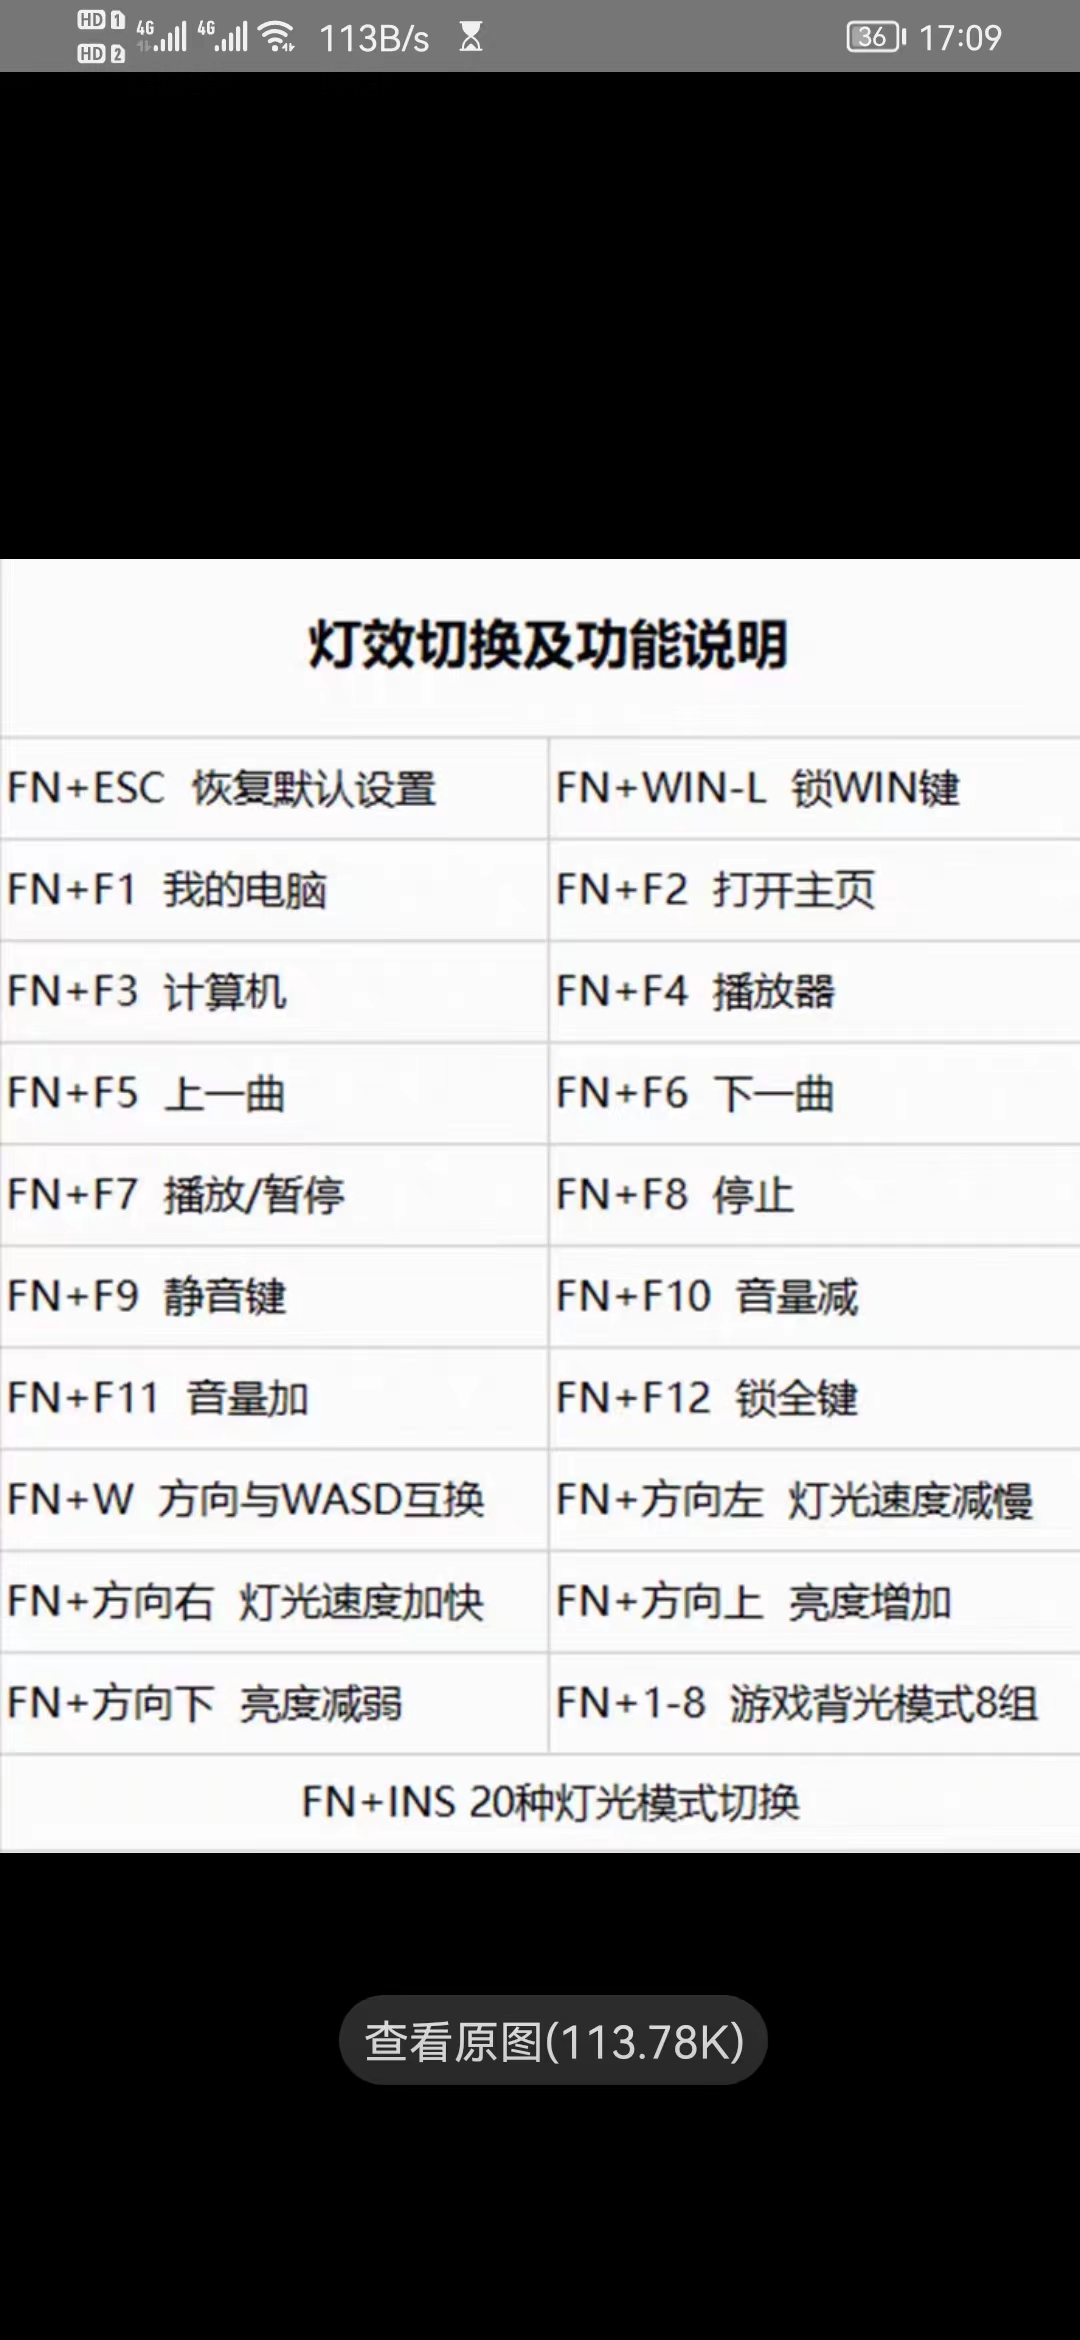 HD 1 4G 4G 113B/s 36 17:09
HD 2
灯效切换及功能说明
FN+ESC 恢复默认设置 FN+WIN-L 锁WIN键
FN+F1 我的电脑 FN+F2 打开主页
FN+F3 计算机 FN+F4 播放器
FN+F5 上一曲 FN+F6 下一曲
FN+F7 播放/暂停 FN+F8 停止
FN+F9 静音键 FN+F10 音量减
FN+F11 音量加 FN+F12 锁全键
FN+W 方向与WASD互换 FN+方向左 灯光速度减慢
FN+方向右 灯光速度加快 FN+方向上 亮度增加
FN+方向下 亮度减弱 FN+1-8 游戏背光模式8组
FN+INS 20种灯光模式切换
查看原图(113.78K)